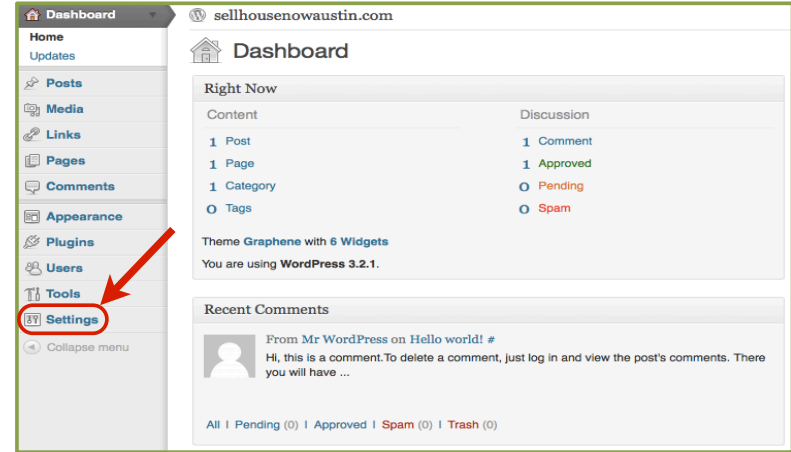 Dashboard
Home
Updates
Posts
Media
Links
Pages
Comments
Appearance
Plugins
Users
Tools
Settings
Collapse menu
sellhousenowaustin.com
Dashboard
Right Now
Content
1 Post
1 Page
1 Category
0 Tags
Discussion
1 Comment
1 Approved
0 Pending
0 Spam
Theme Graphene with 6 Widgets
You are using WordPress 3.2.1.
Recent Comments
From Mr WordPress on Hello world! #
Hi, this is a comment.To delete a comment, just log in and view the post's comments. There
you will have ...
All | Pending (0) | Approved | Spam (0) | Trash (0)